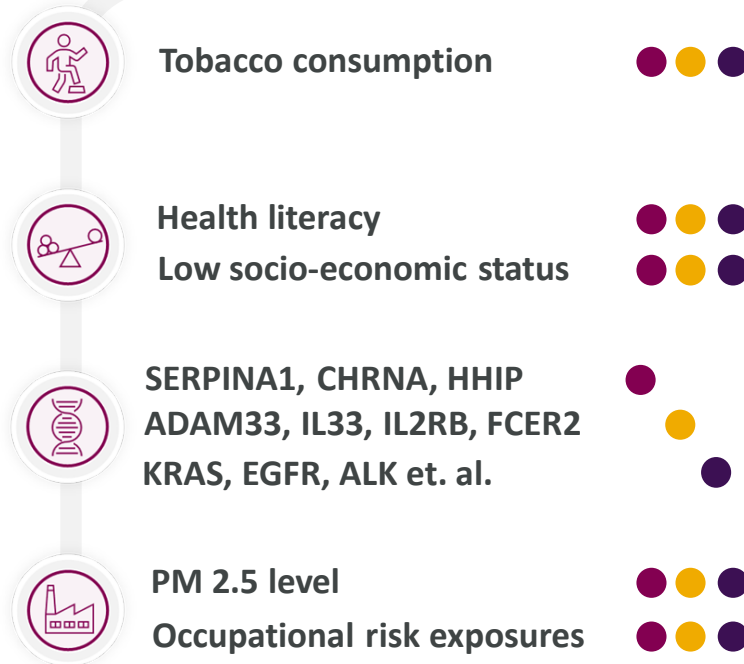 Tobacco consumption
Health literacy
Low socio-economic status
SERPINA1, CHRNA, HHIP
ADAM33, IL33, IL2RB, FCER2
KRAS, EGFR, ALK et. al.
PM 2.5 level
Occupational risk exposures